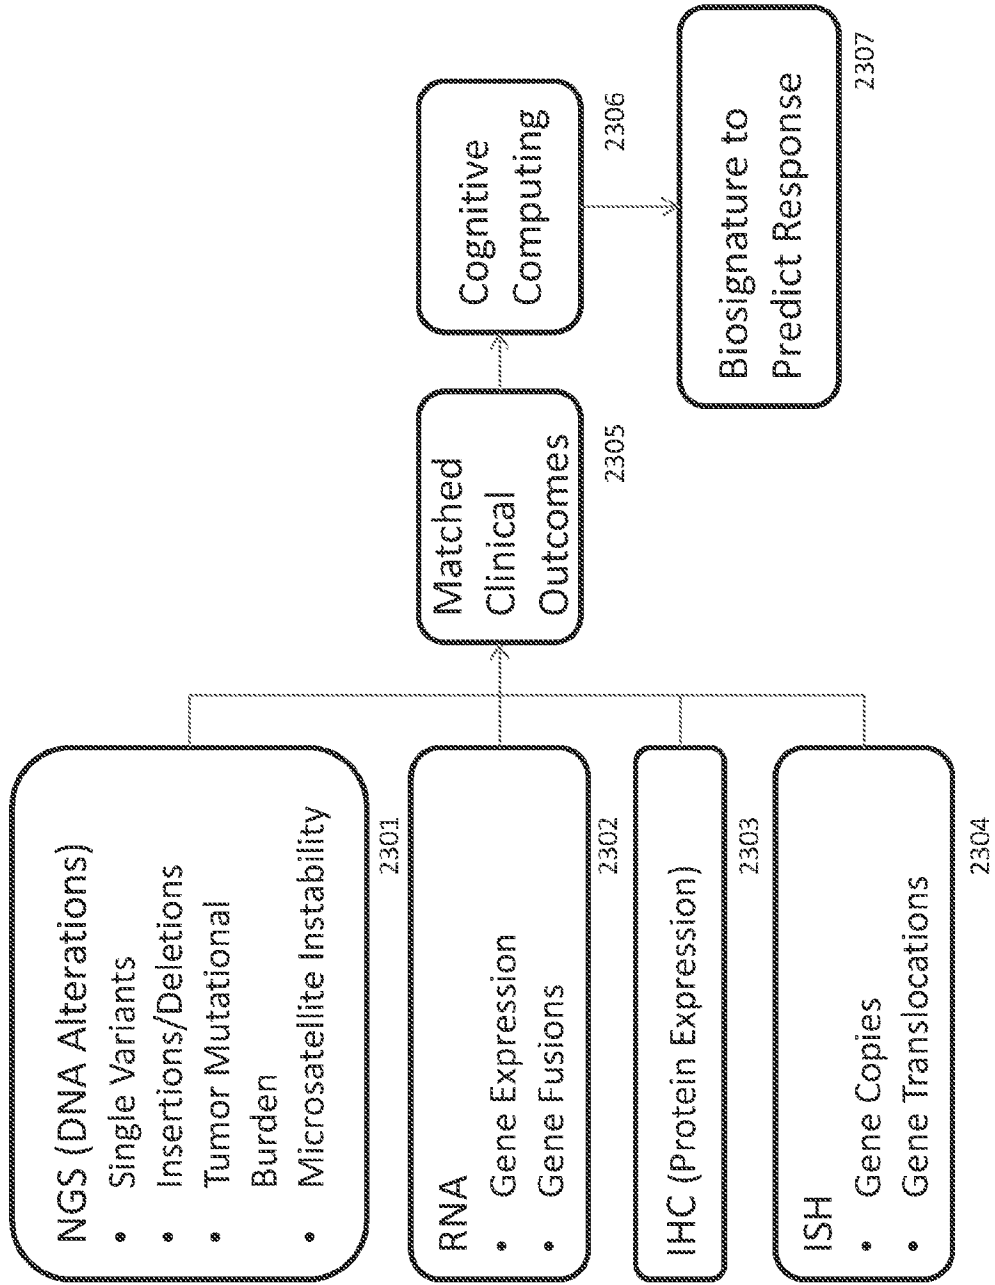 NGS (DNA Alterations)
• Single Variants
• Insertions/Deletions
• Tumor Mutational
Burden
• Microsatellite Instability
2301
RNA
• Gene Expression
• Gene Fusions
2302
IHC (Protein Expression)
2303
ISH
• Gene Copies
• Gene Translocations
2304
Matched
Clinical
Outcomes
2305
Cognitive
Computing
2306
Biosignature to
Predict Response
2307